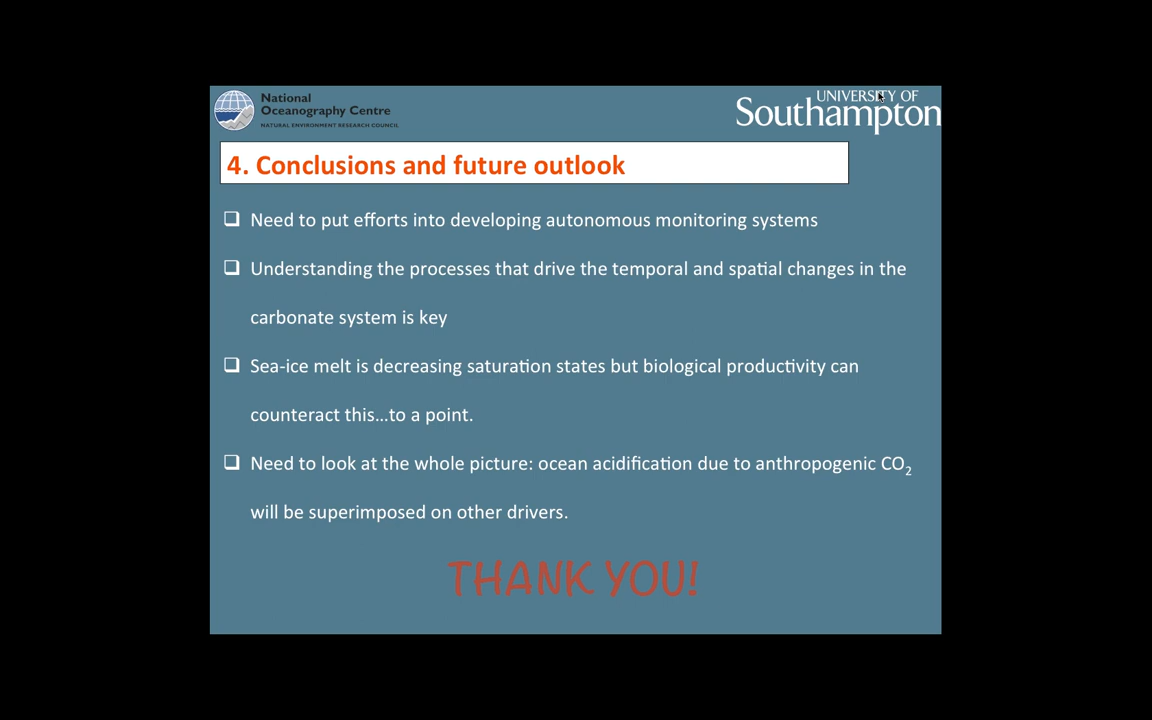 National
Oceanography Centre
NATURAL ENVIRONMENT RESEARCH COUNCIL
UNIVERSITY OF
Southampton
4. Conclusions and future outlook
❑ Need to put efforts into developing autonomous monitoring systems
❑ Understanding the processes that drive the temporal and spatial changes in the
carbonate system is key
❑ Sea-ice melt is decreasing saturation states but biological productivity can
counteract this...to a point.
❑ Need to look at the whole picture: ocean acidification due to anthropogenic CO₂
will be superimposed on other drivers.
THANK YOU!